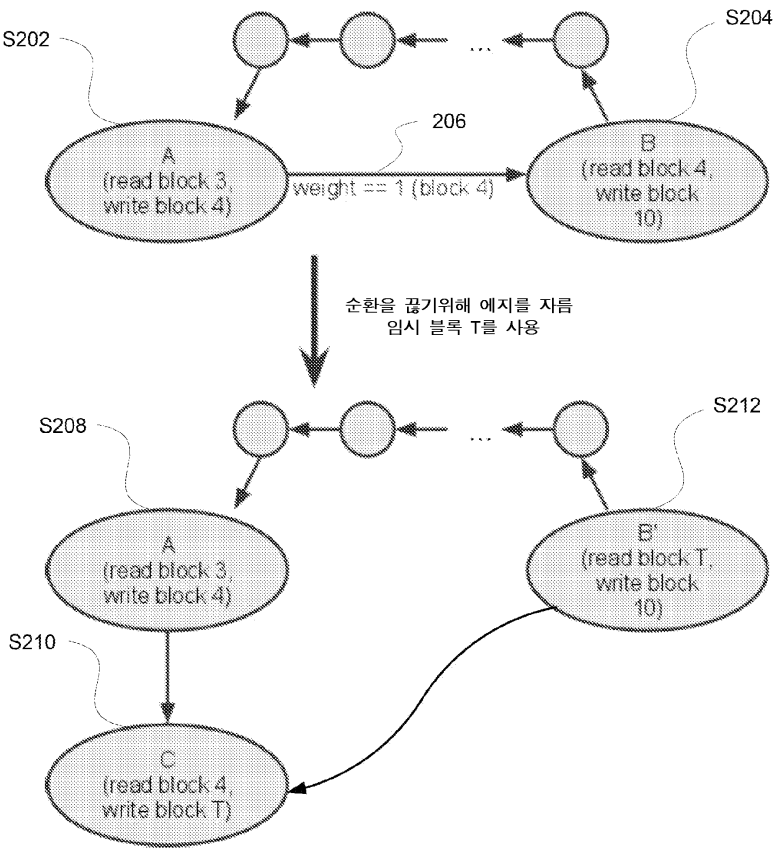 S202
S204
...
206
A
(read block 3,
write block 4)
weight == 1 (block 4)
B
(read block 4,
write block
10)
순환을 끊기위해 에지를 자름
임시 블록 T를 사용
S208
S212
...
A
(read block 3,
write block 4)
B'
(read block T,
write block
10)
S210
C
(read block 4,
write block T)